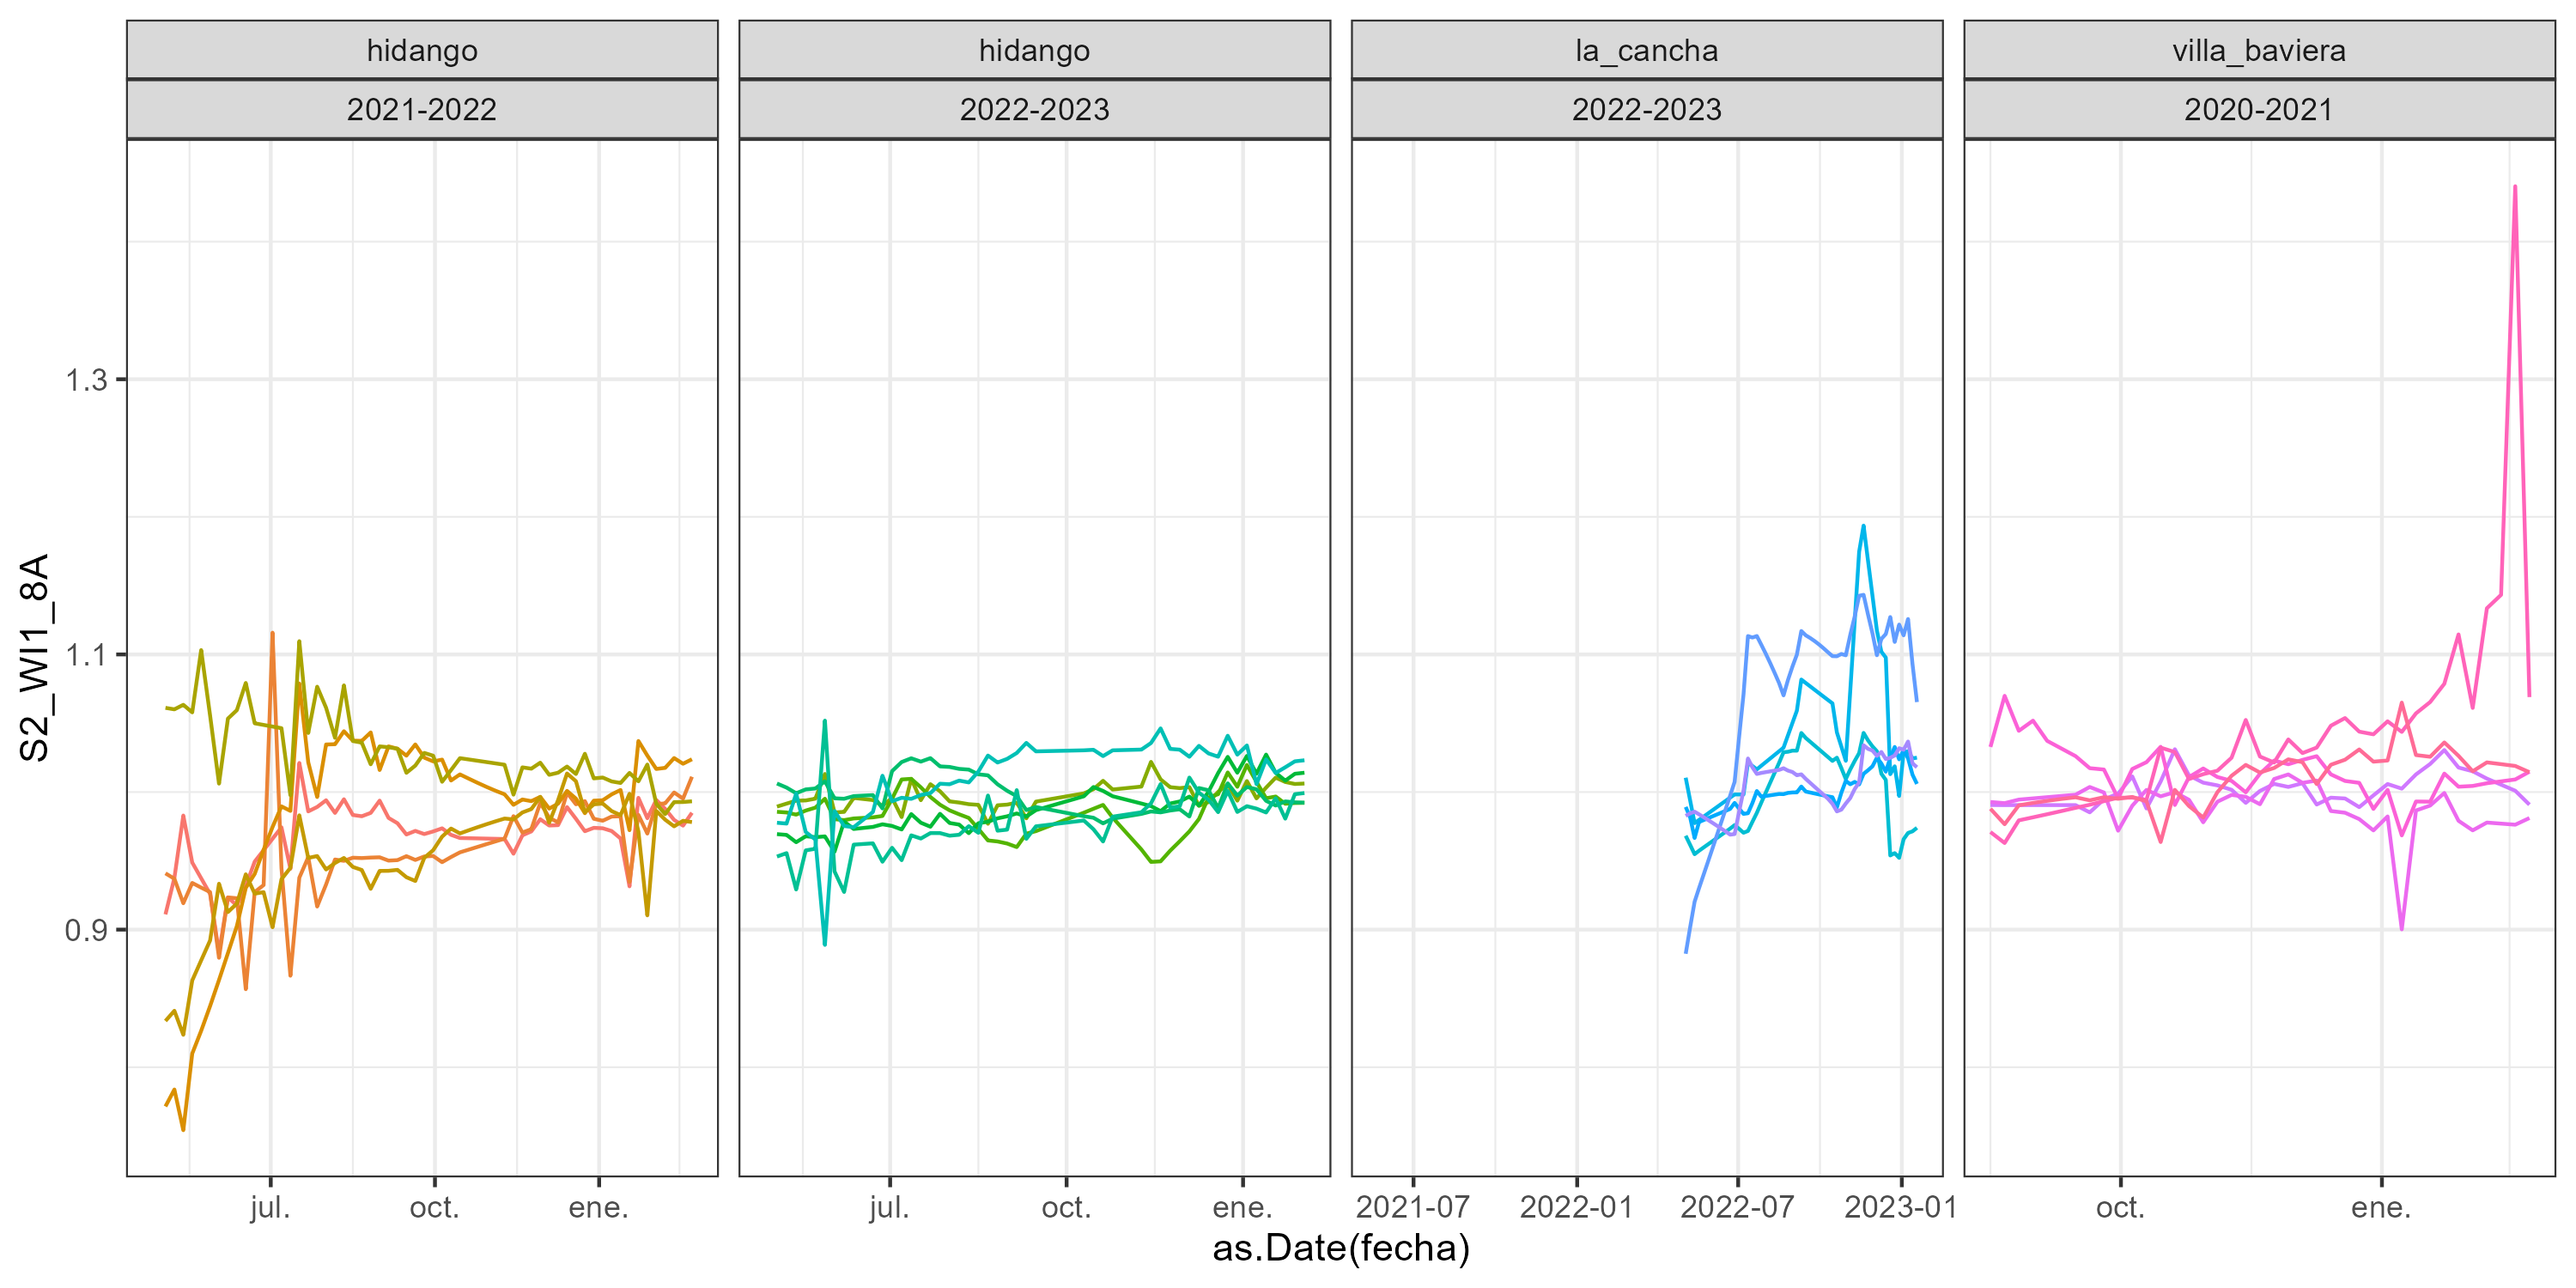 hidango hidango la_cancha villa_baviera
2021-2022 2022-2023 2022-2023 2020-2021
S2_WI1_8A
1.3
1.1
0.9
jul. oct. ene. jul. oct. ene. 2021-07 2022-01 2022-07 2023-01 oct. ene.
as.Date(fecha)